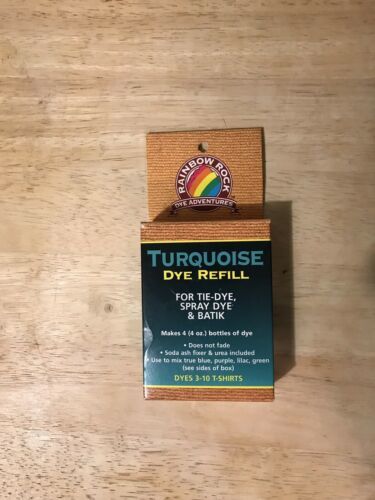 RAINBOW ROCK
DYE ADVENTURES
TURQUOISE
DYE REFILL
FOR TIE-DYE,
SPRAY DYE
& BATIK
Makes 4 (4 oz.) bottles of dye
• Does not fade
• Soda ash fixer & urea included
• Use to mix true blue, purple, lilac, green
(see sides of box)
DYES 3-10 T-SHIRTS